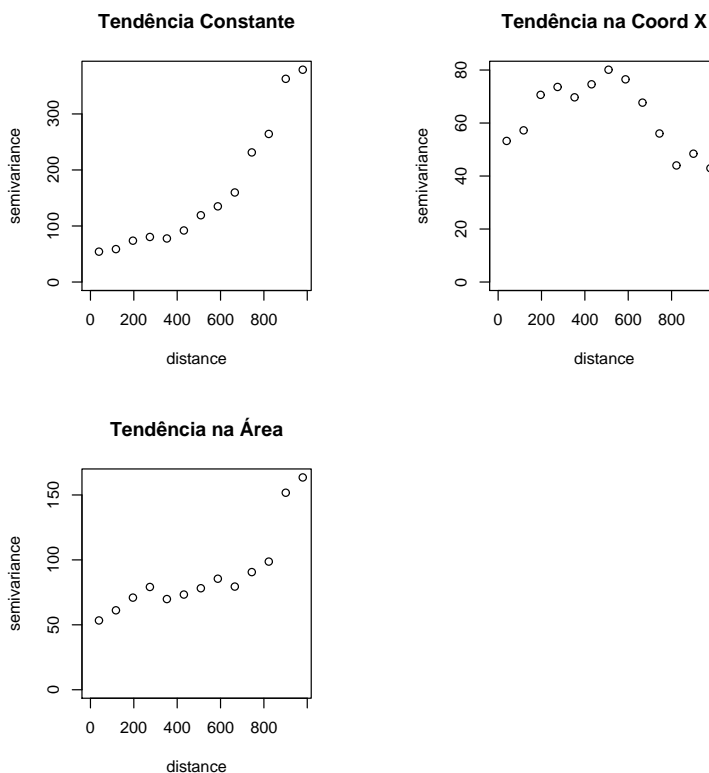 Tendência Constante
semivariance
0
100
200
300
0 200 400 600 800
distance
Tendência na Coord X
semivariance
0
20
40
60
80
0 200 400 600 800
distance
Tendência na Área
semivariance
0
50
100
150
0 200 400 600 800
distance